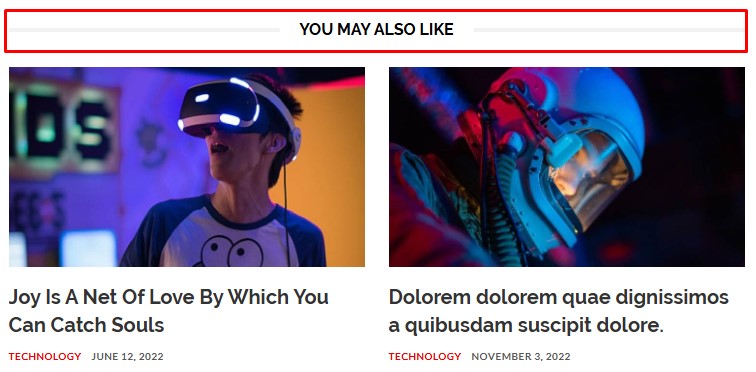 YOU MAY ALSO LIKE
Joy Is A Net Of Love By Which You
Can Catch Souls
TECHNOLOGY JUNE 12, 2022
Dolorem dolorem quae dignissimos
a quibusdam suscipit dolore.
TECHNOLOGY NOVEMBER 3, 2022